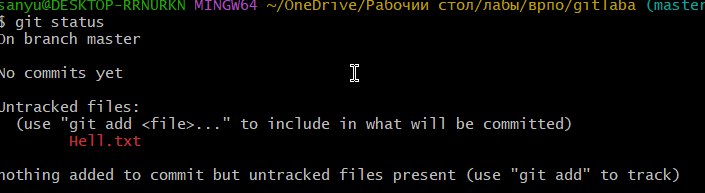 sanyu@DESKTOP-RRNURKN MINGW64 ~/OneDrive/Рабочий стол/лабы/врпо/gitlaba (master
$ git status
On branch master
No commits yet
Untracked files:
(use "git add <file>..." to include in what will be committed)
Hell.txt
nothing added to commit but untracked files present (use "git add" to track)